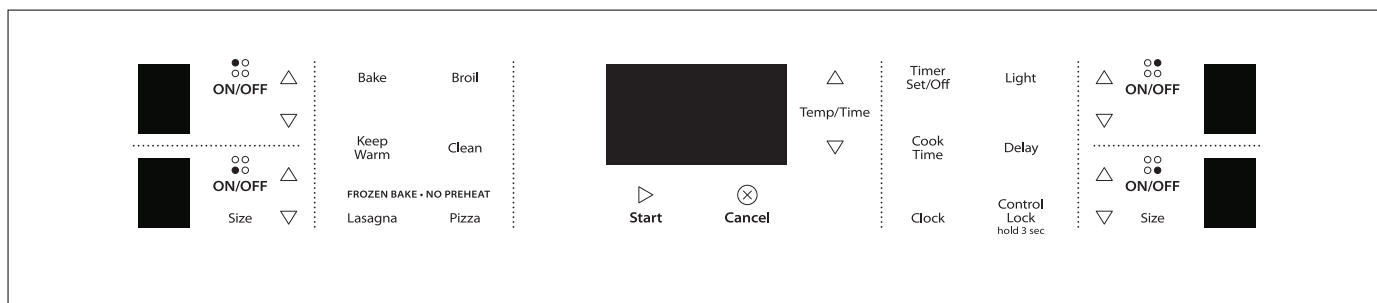 ON/OFF
ON/OFF
Size
Bake
Broil
Keep
Warm
Clean
FROZEN BAKE • NO PREHEAT
Lasagna
Pizza
Start
Cancel
Temp/Time
Timer
Set/Off
Light
Cook
Time
Delay
Clock
Control
Lock
hold 3 sec
ON/OFF
ON/OFF
Size